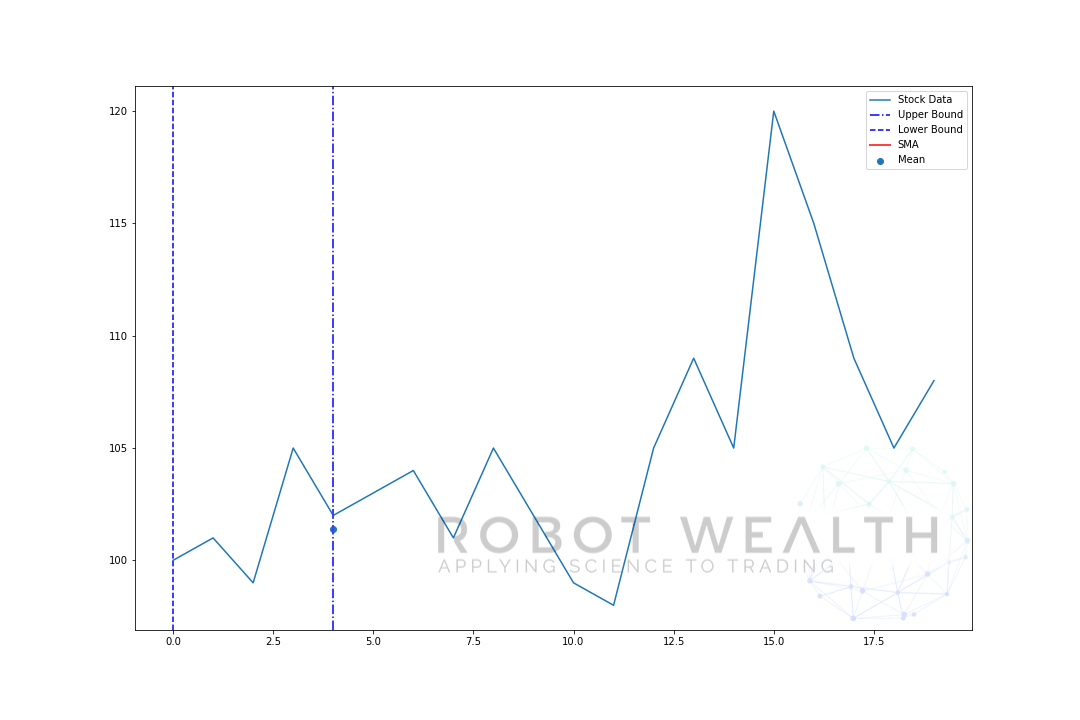 120
115
110
105
100
0.0 2.5 5.0 7.5 10.0 12.5 15.0 17.5
Stock Data
Upper Bound
Lower Bound
SMA
Mean
ROBOT WEALTH
APPLYING SCIENCE TO TRADING